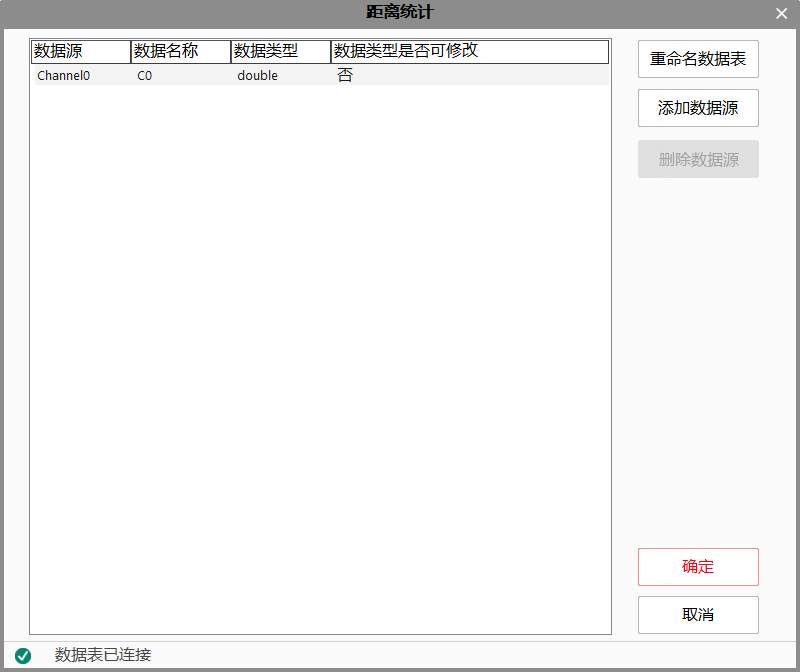 距离统计
数据源 数据名称 数据类型 数据类型是否可修改
Channel0 C0 double 否
重命名数据表
添加数据源
删除数据源
确定
取消
数据表已连接